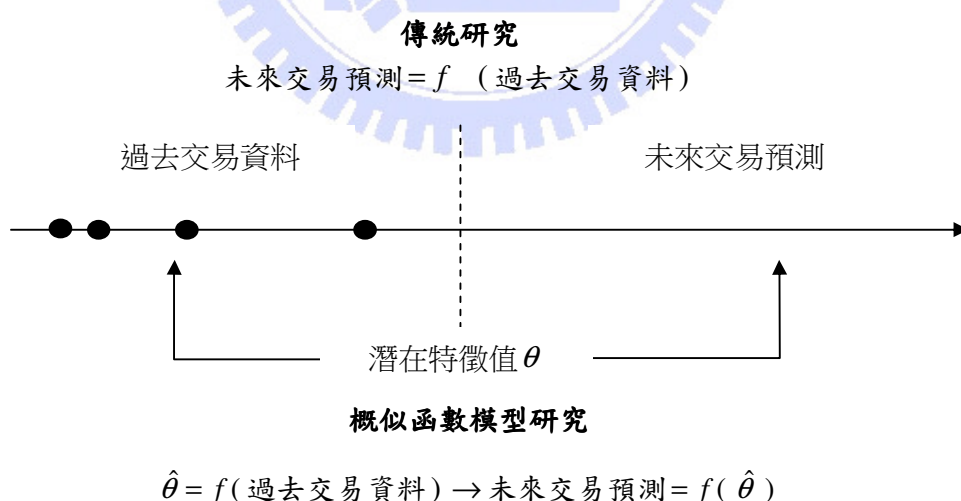 傳統研究
未來交易預測= f (過去交易資料)
過去交易資料 未來交易預測
潛在特徵值θ
概似函數模型研究
θ̂ = f(過去交易資料)→未來交易預測= f( θ̂ )